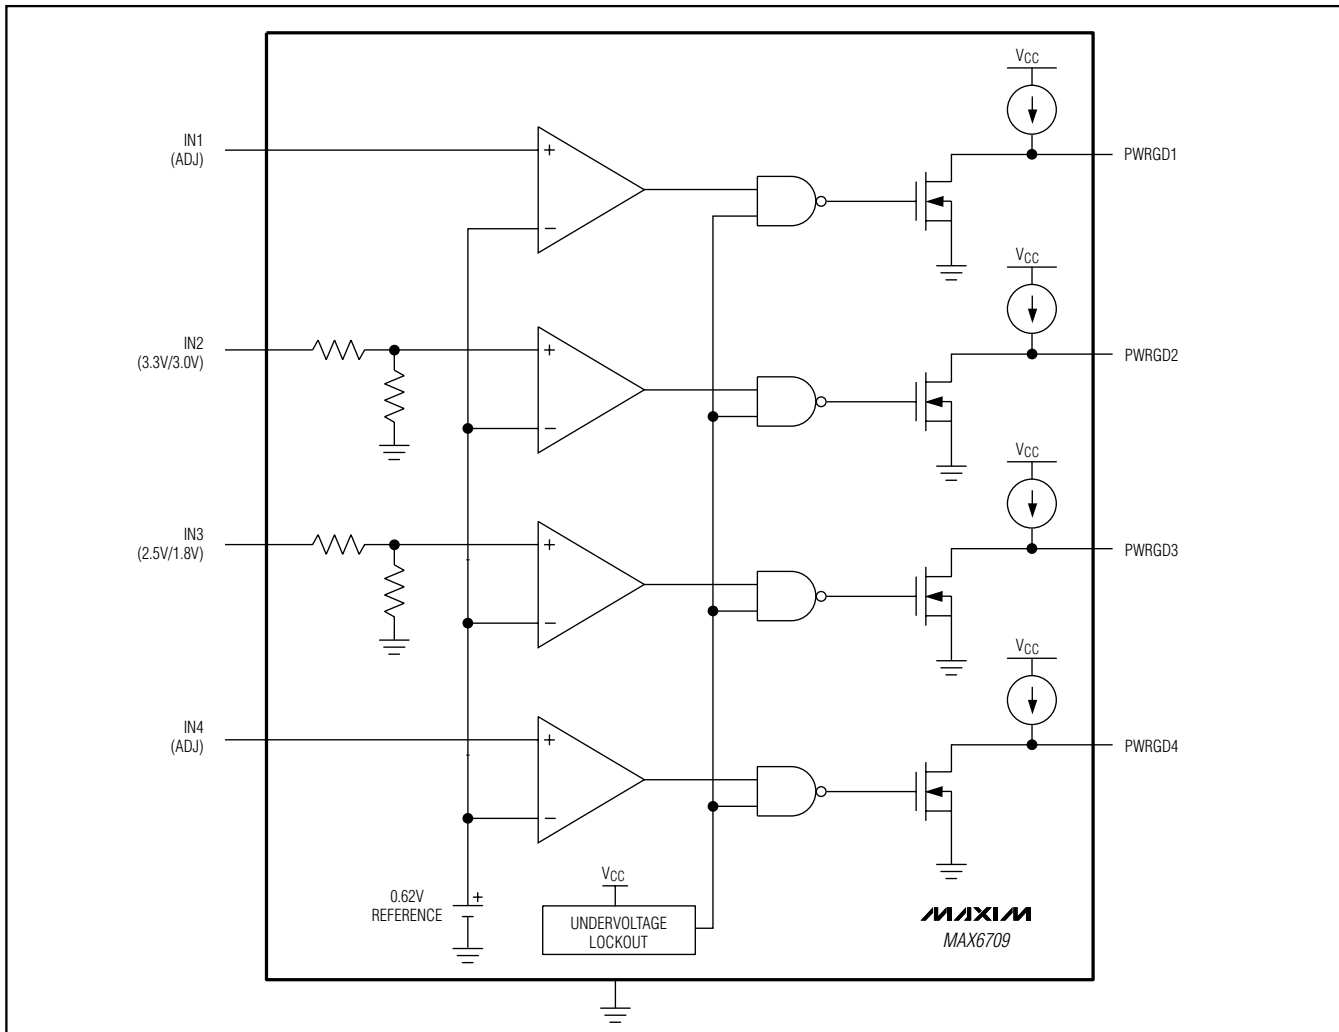 VCC
IN1
(ADJ)
+
−
PWRGD1
VCC
IN2
(3.3V/3.0V)
+
−
PWRGD2
VCC
IN3
(2.5V/1.8V)
+
−
PWRGD3
VCC
IN4
(ADJ)
+
−
PWRGD4
0.62V
REFERENCE
+
VCC
UNDERVOLTAGE
LOCKOUT
MAXIM
MAX6709